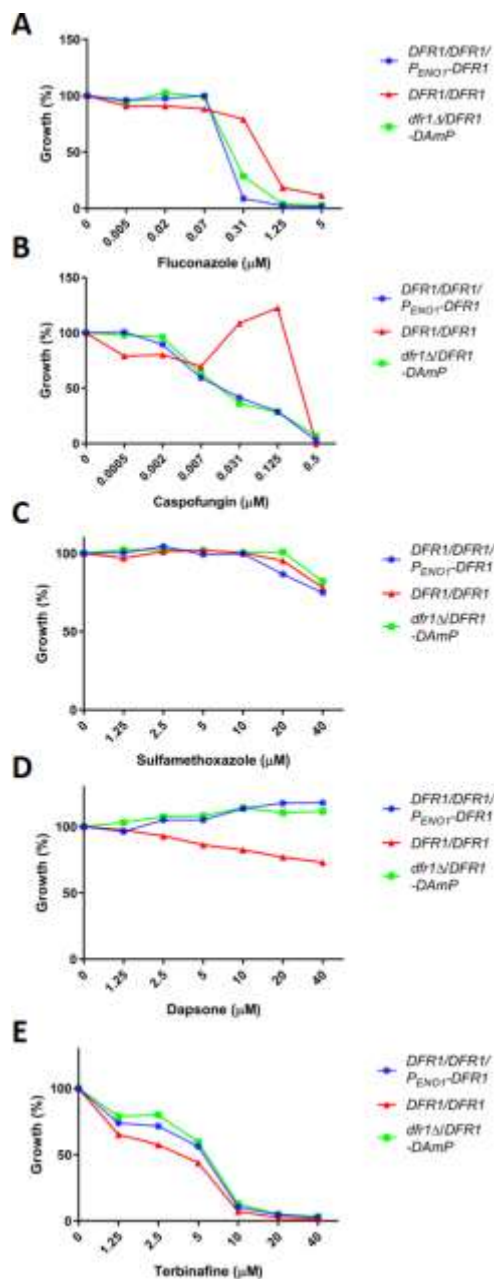 A
150
100
50
0
Growth (%)
0
0.005
0.02
0.07
0.31
1.25
5
Fluconazole (μM)
DFR1/DFR1/
PENO1-DFR1
DFR1/DFR1
dfr1Δ/DFR1
-DAmP
B
150
100
50
0
Growth (%)
0
0.0005
0.002
0.007
0.031
0.125
0.5
Caspofungin (μM)
DFR1/DFR1/
PENO1-DFR1
DFR1/DFR1
dfr1Δ/DFR1
-DAmP
C
100
50
0
Growth (%)
0
1.25
2.5
5
10
20
40
Sulfamethoxazole (μM)
DFR1/DFR1/
PENO1-DFR1
DFR1/DFR1
dfr1Δ/DFR1
-DAmP
D
100
50
0
Growth (%)
0
1.25
2.5
5
10
20
40
Dapsone (μM)
DFR1/DFR1/
PENO1-DFR1
DFR1/DFR1
dfr1Δ/DFR1
-DAmP
E
100
50
0
Growth (%)
0
1.25
2.5
5
10
20
40
Terbinafine (μM)
DFR1/DFR1/
PENO1-DFR1
DFR1/DFR1
dfr1Δ/DFR1
-DAmP